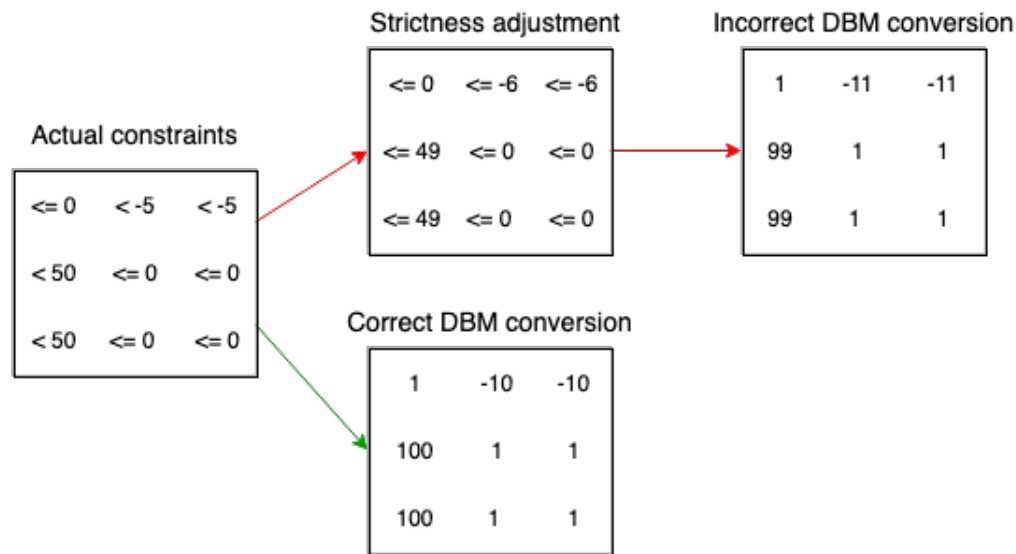 Strictness adjustment
<= 0 <= -6 <= -6
<= 49 <= 0 <= 0
<= 49 <= 0 <= 0
Incorrect DBM conversion
1 -11 -11
99 1 1
99 1 1
Actual constraints
<= 0 < -5 < -5
< 50 <= 0 <= 0
< 50 <= 0 <= 0
Correct DBM conversion
1 -10 -10
100 1 1
100 1 1